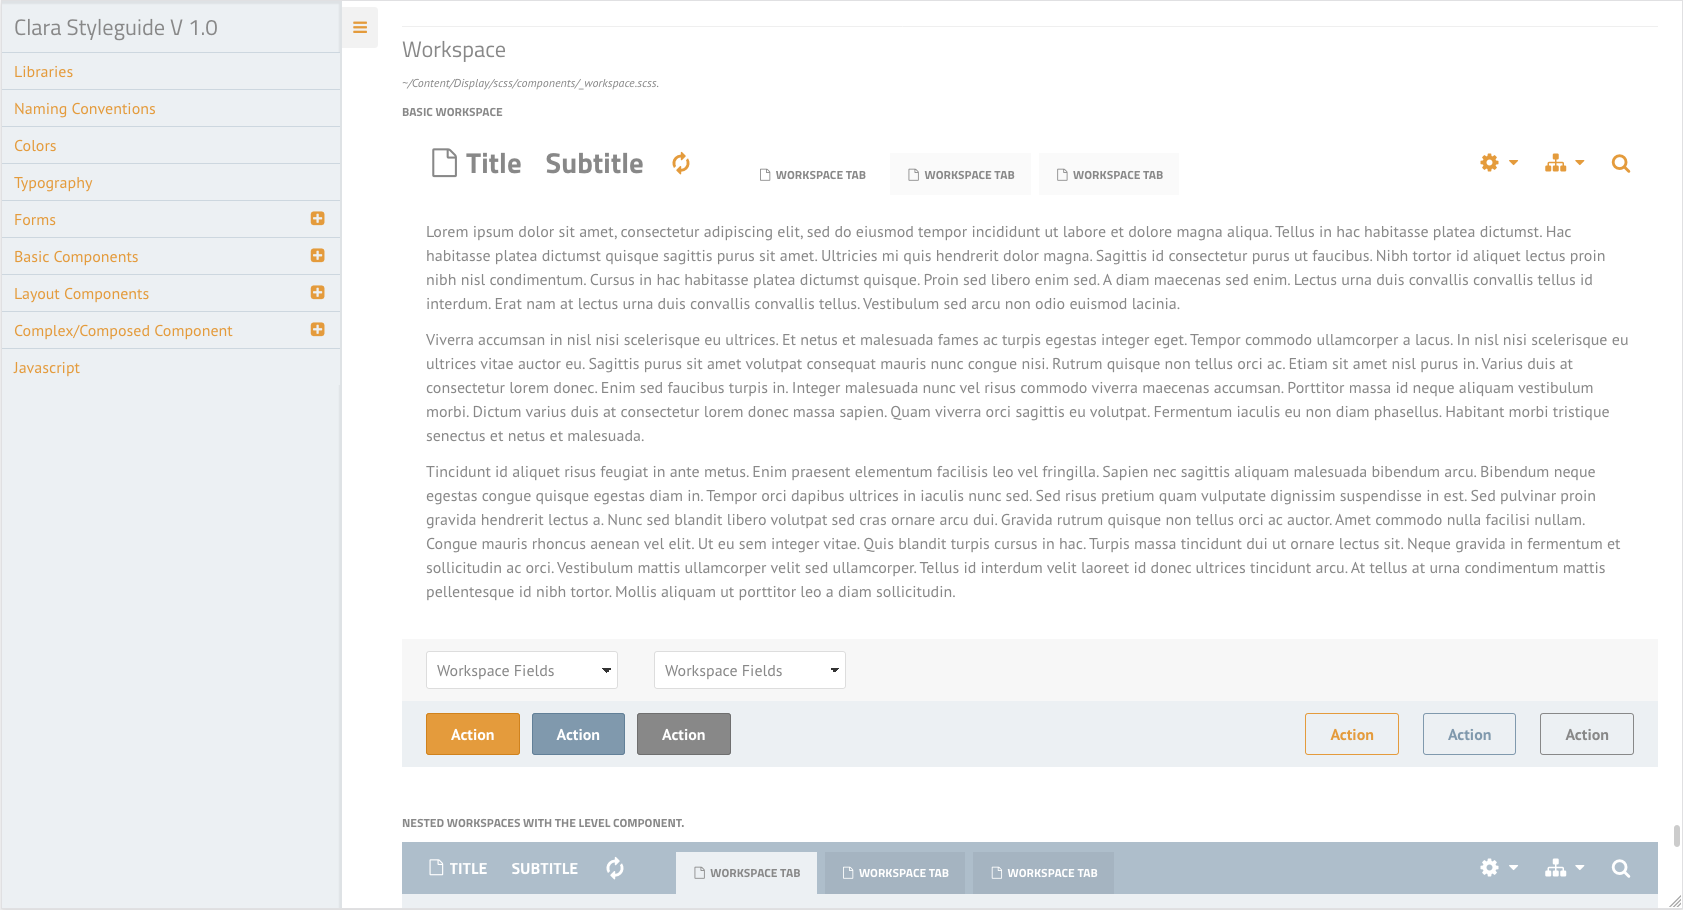 Clara Styleguide V 1.0
Libraries
Naming Conventions
Colors
Typography
Forms
Basic Components
Layout Components
Complex/Composed Component
Javascript
Workspace
~/Content/Display/scss/components/_workspace.scss.
BASIC WORKSPACE
Title Subtitle WORKSPACE TAB WORKSPACE TAB WORKSPACE TAB
Lorem ipsum dolor sit amet, consectetur adipiscing elit, sed do eiusmod tempor incididunt ut labore et dolore magna aliqua. Tellus in hac habitasse platea dictumst. Hac
habitasse platea dictumst quisque sagittis purus sit amet. Ultricies mi quis hendrerit dolor magna. Sagittis id consectetur purus ut faucibus. Nibh tortor id aliquet lectus proin
nibh nisl condimentum. Cursus in hac habitasse platea dictumst quisque. Proin sed libero enim sed. A diam maecenas sed enim. Lectus urna duis convallis convallis tellus id
interdum. Erat nam at lectus urna duis convallis convallis tellus. Vestibulum sed arcu non odio euismod lacinia.
Viverra accumsan in nisl nisi scelerisque eu ultrices. Et netus et malesuada fames ac turpis egestas integer eget. Tempor commodo ullamcorper a lacus. In nisl nisi scelerisque eu
ultrices vitae auctor eu. Sagittis purus sit amet volutpat consequat mauris nunc congue nisi. Rutrum quisque non tellus orci ac. Etiam sit amet nisl purus in. Varius duis at
consectetur lorem donec. Enim sed faucibus turpis in. Integer malesuada nunc vel risus commodo viverra maecenas accumsan. Porttitor massa id neque aliquam vestibulum
morbi. Dictum varius duis at consectetur lorem donec massa sapien. Quam viverra orci sagittis eu volutpat. Fermentum iaculis eu non diam phasellus. Habitant morbi tristique
senectus et netus et malesuada.
Tincidunt id aliquet risus feugiat in ante metus. Enim praesent elementum facilisis leo vel fringilla. Sapien nec sagittis aliquam malesuada bibendum arcu. Bibendum neque
egestas congue quisque egestas diam in. Tempor orci dapibus ultrices in iaculis nunc sed. Sed risus pretium quam vulputate dignissim suspendisse in est. Sed pulvinar proin
gravida hendrerit lectus a. Nunc sed blandit libero volutpat sed cras ornare arcu dui. Gravida rutrum quisque non tellus orci ac auctor. Amet commodo nulla facilisi nullam.
Congue mauris rhoncus aenean vel elit. Ut eu sem integer vitae. Quis blandit turpis cursus in hac. Turpis massa tincidunt dui ut ornare lectus sit. Neque gravida in fermentum et
sollicitudin ac orci. Vestibulum mattis ullamcorper velit sed ullamcorper. Tellus id interdum velit laoreet id donec ultrices tincidunt arcu. At tellus at urna condimentum mattis
pellentesque id nibh tortor. Mollis aliquam ut porttitor leo a diam sollicitudin.
Workspace Fields Workspace Fields
Action Action Action Action Action Action
NESTED WORKSPACES WITH THE LEVEL COMPONENT.
TITLE SUBTITLE WORKSPACE TAB WORKSPACE TAB WORKSPACE TAB